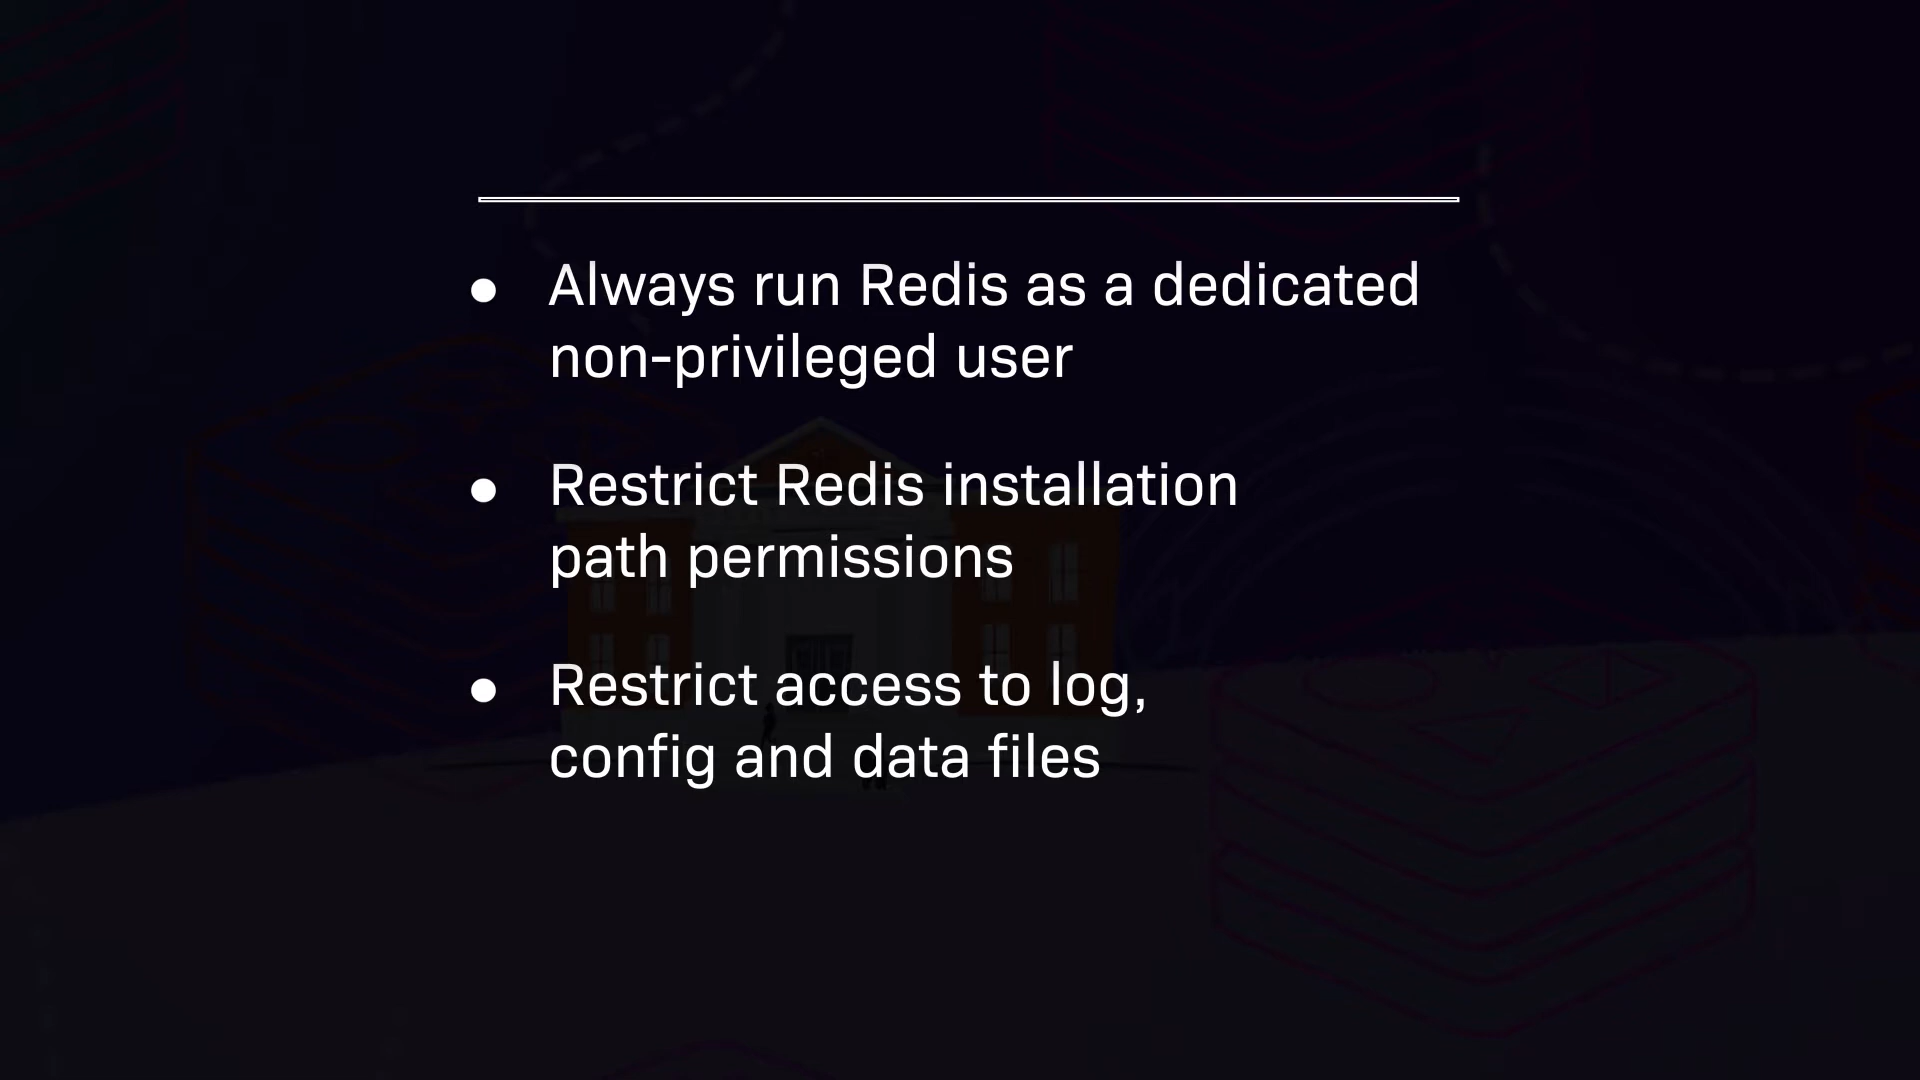 ● Always run Redis as a dedicated
non-privileged user
● Restrict Redis installation
path permissions
● Restrict access to log,
config and data files